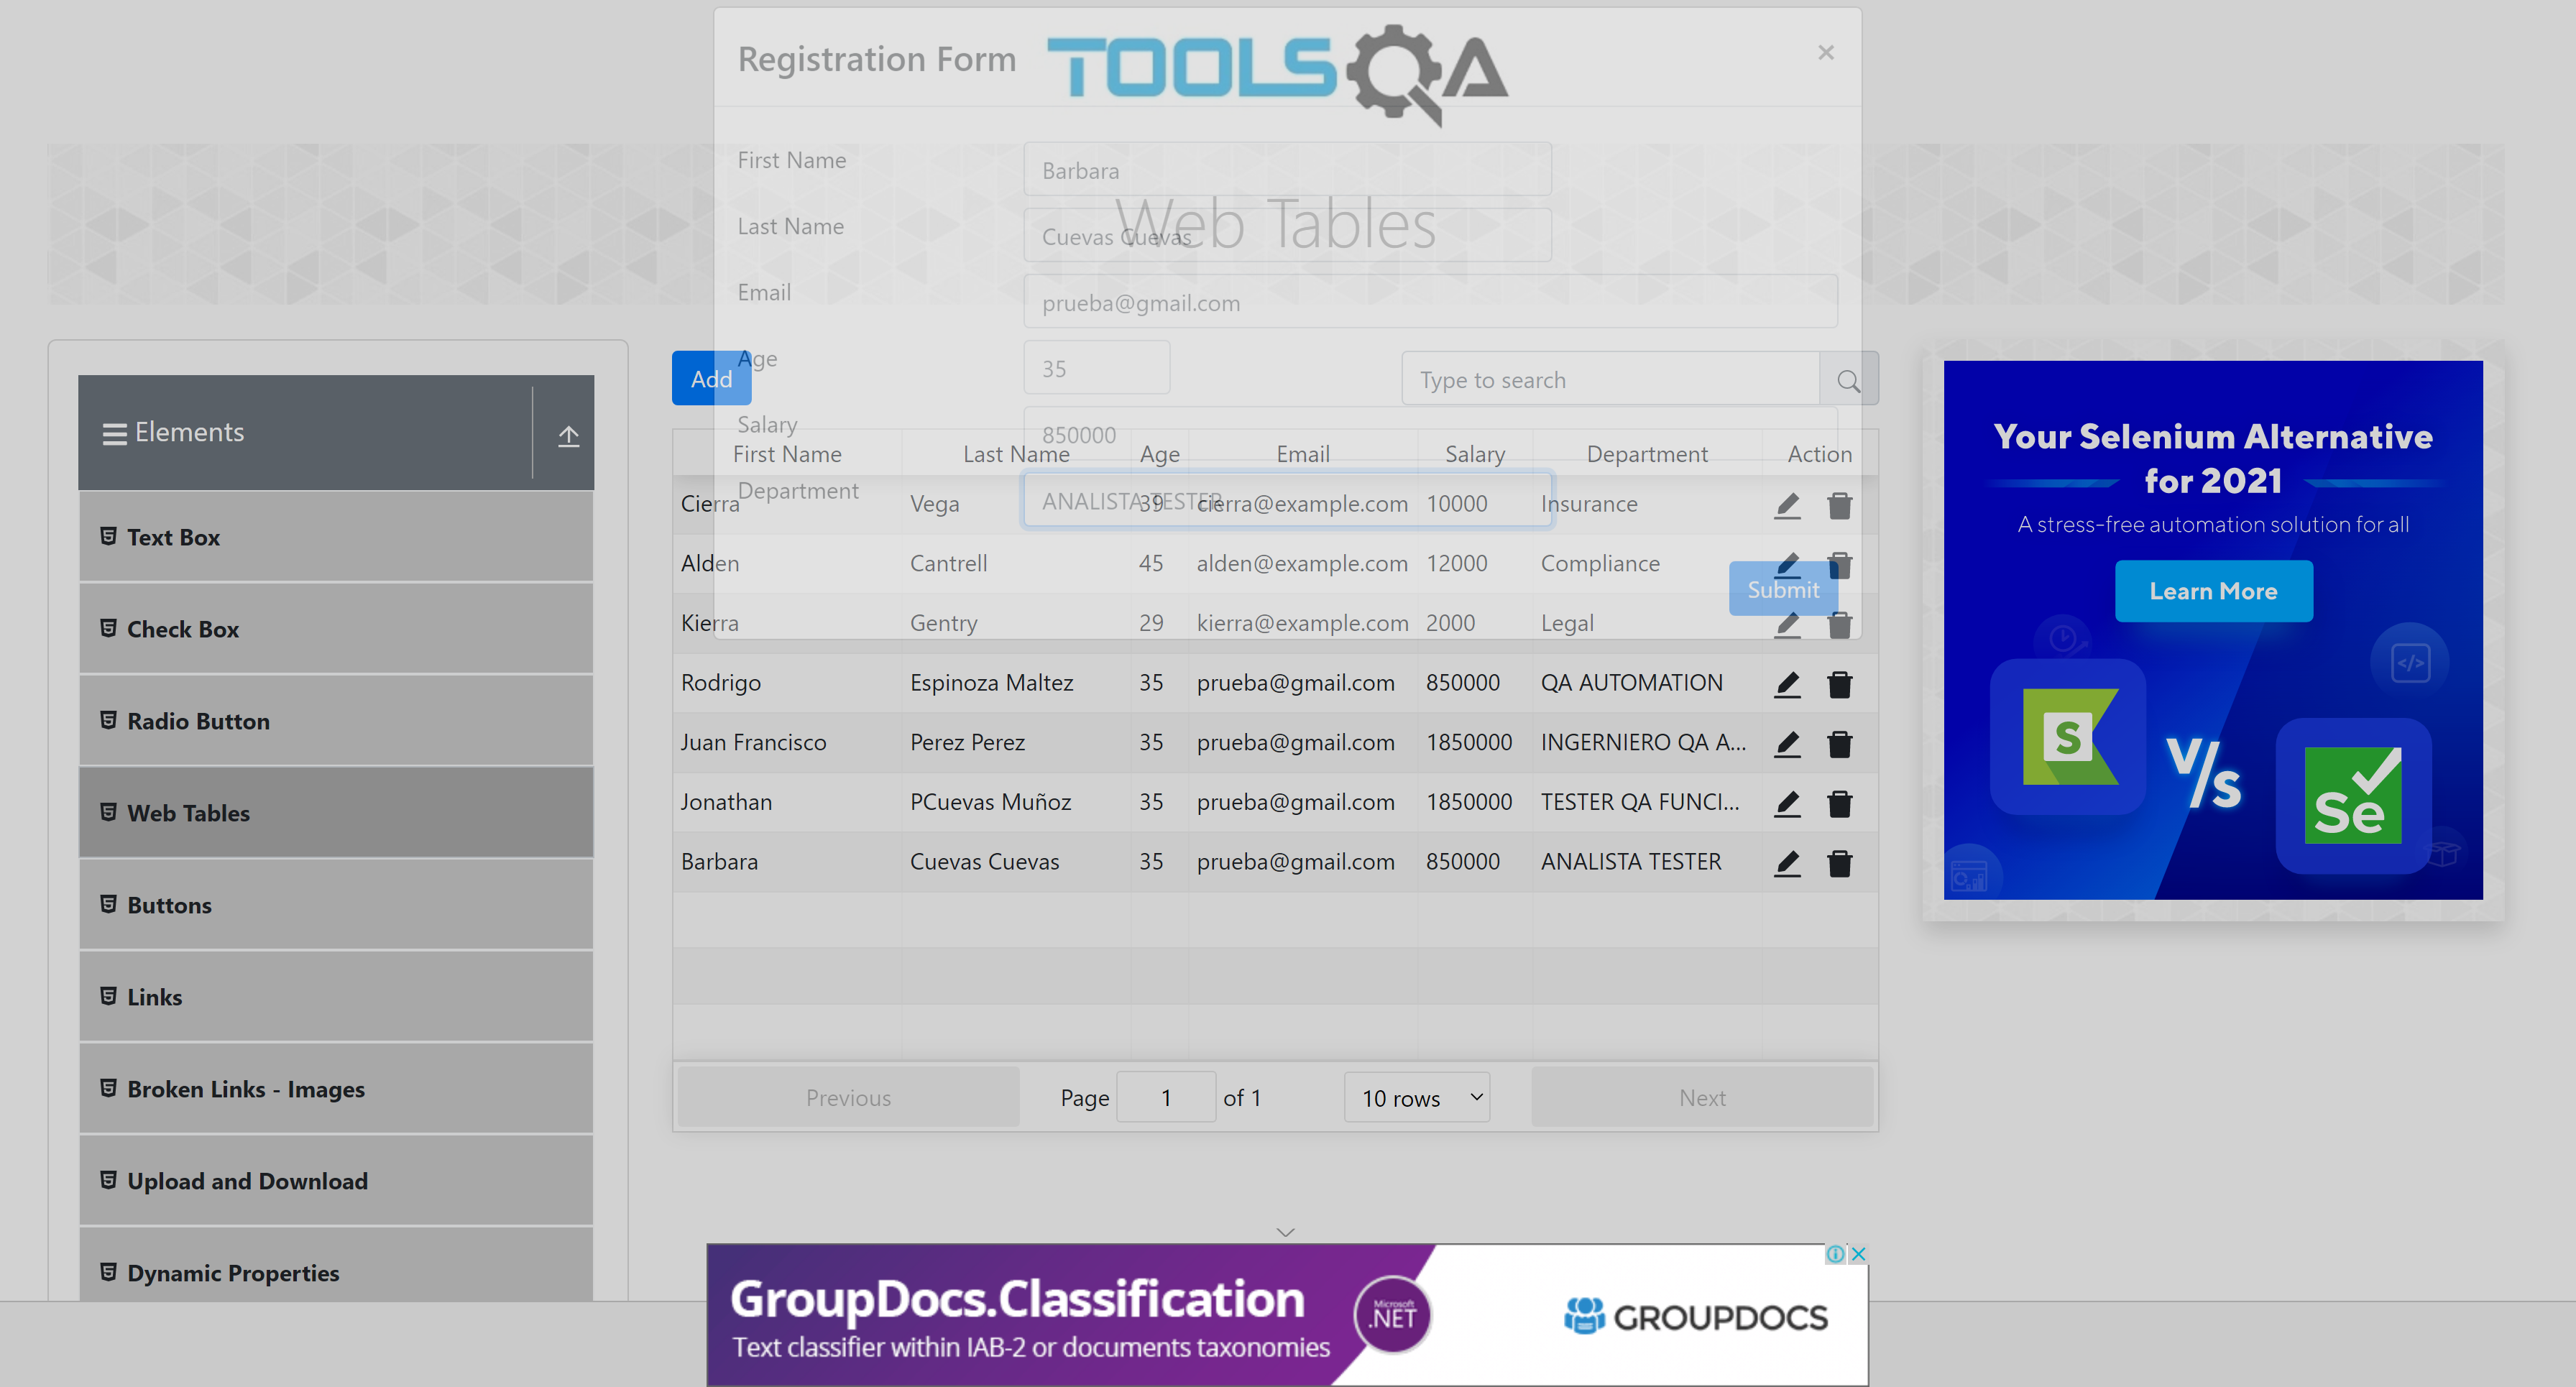 Registration Form
TOOLSQA
×
First Name
Barbara
Web Tables
Last Name
Cuevas Cuevas
Email
prueba@gmail.com
Age
35
Add
Type to search
Salary
850000
Department
ANALISTA TESTER
Submit
Elements
Text Box
Check Box
Radio Button
Web Tables
Buttons
Links
Broken Links - Images
Upload and Download
Dynamic Properties
First Name Last Name Age Email Salary Department Action
Cierra Vega 39 cierra@example.com 10000 Insurance
Alden Cantrell 45 alden@example.com 12000 Compliance
Kierra Gentry 29 kierra@example.com 2000 Legal
Rodrigo Espinoza Maltez 35 prueba@gmail.com 850000 QA AUTOMATION
Juan Francisco Perez Perez 35 prueba@gmail.com 1850000 INGERNIERO QA A...
Jonathan PCuevas Muñoz 35 prueba@gmail.com 1850000 TESTER QA FUNCI...
Barbara Cuevas Cuevas 35 prueba@gmail.com 850000 ANALISTA TESTER
Previous Page 1 of 1 10 rows Next
Your Selenium Alternative
for 2021
A stress-free automation solution for all
Learn More
</>
S
V/s
Se
GroupDocs.Classification
Text classifier within IAB-2 or documents taxonomies
Microsoft
.NET
GROUPDOCS